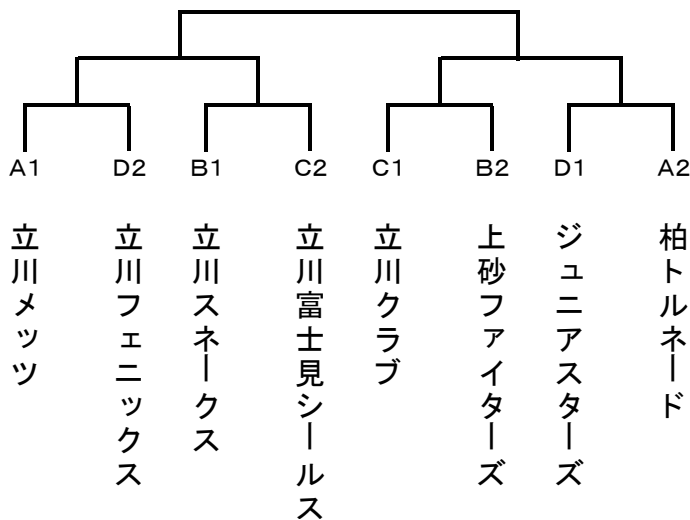 A1 D2 B1 C2 C1 B2 D1 A2
立川メッツ
立川フェニックス
立川スネークス
立川富士見シールス
立川クラブ
上砂ファイターズ
ジュニアスターズ
柏トルネード